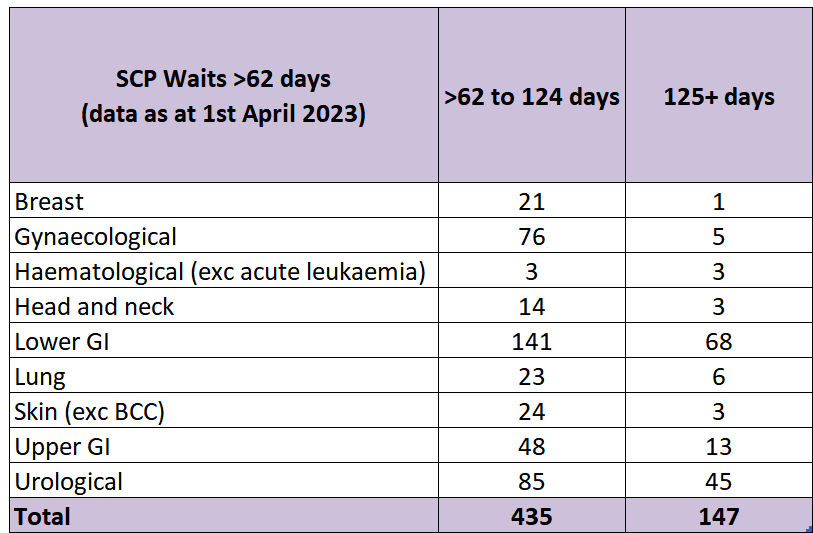 SCP Waits >62 days
(data as at 1st April 2023) >62 to 124 days 125+ days
Breast 21 1
Gynaecological 76 5
Haematological (exc acute leukaemia) 3 3
Head and neck 14 3
Lower GI 141 68
Lung 23 6
Skin (exc BCC) 24 3
Upper GI 48 13
Urological 85 45
Total 435 147